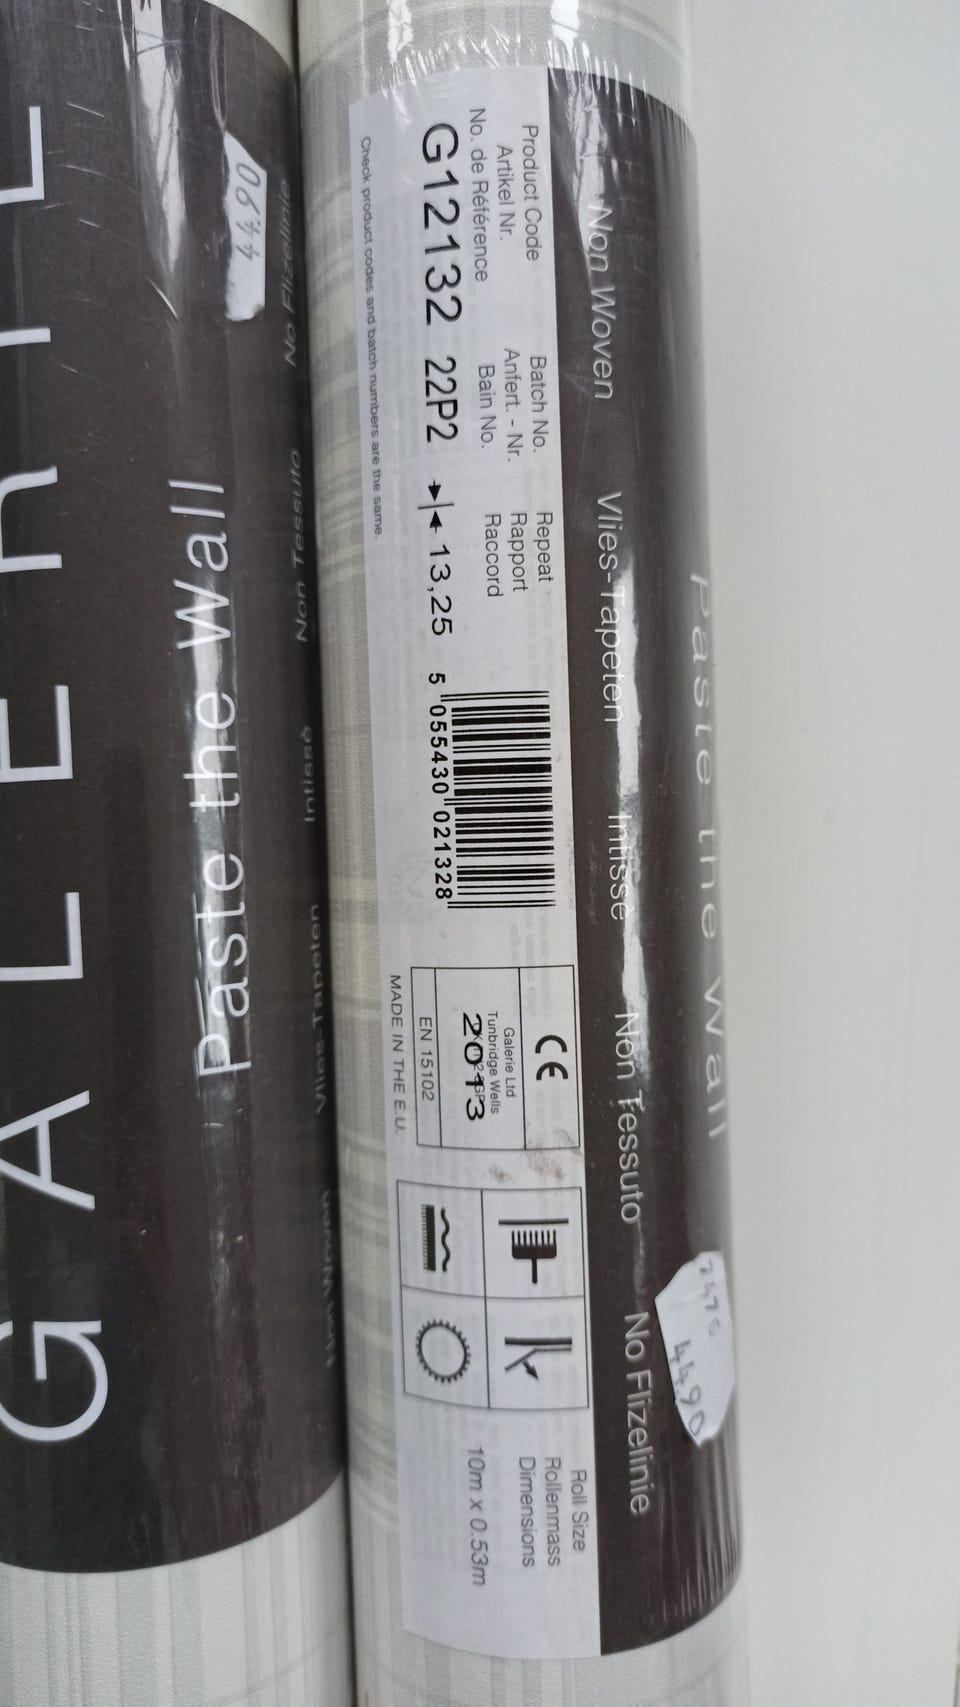 GALERIE
Paste the Wall
44,90
Non Woven
Vlies-Tapeten
Intissé
Non Tessuto
No Flizelinie
Paste the Wall
Non Woven Vlies-Tapeten Intissé Non Tessuto No Flizelinie
44,90
Product Code
Artikel Nr.
No. de Référence
G12132
Batch No.
Anfert. - Nr.
Bain No.
22P2
Repeat
Rapport
Raccord
13,25
5 055430 021328
Check product codes and batch numbers are the same.
CE
Galerie Ltd
Tunbridge Wells
2013
EN 15102
MADE IN THE E.U.
Roll Size
Rollenmass
Dimensions
10m x 0.53m